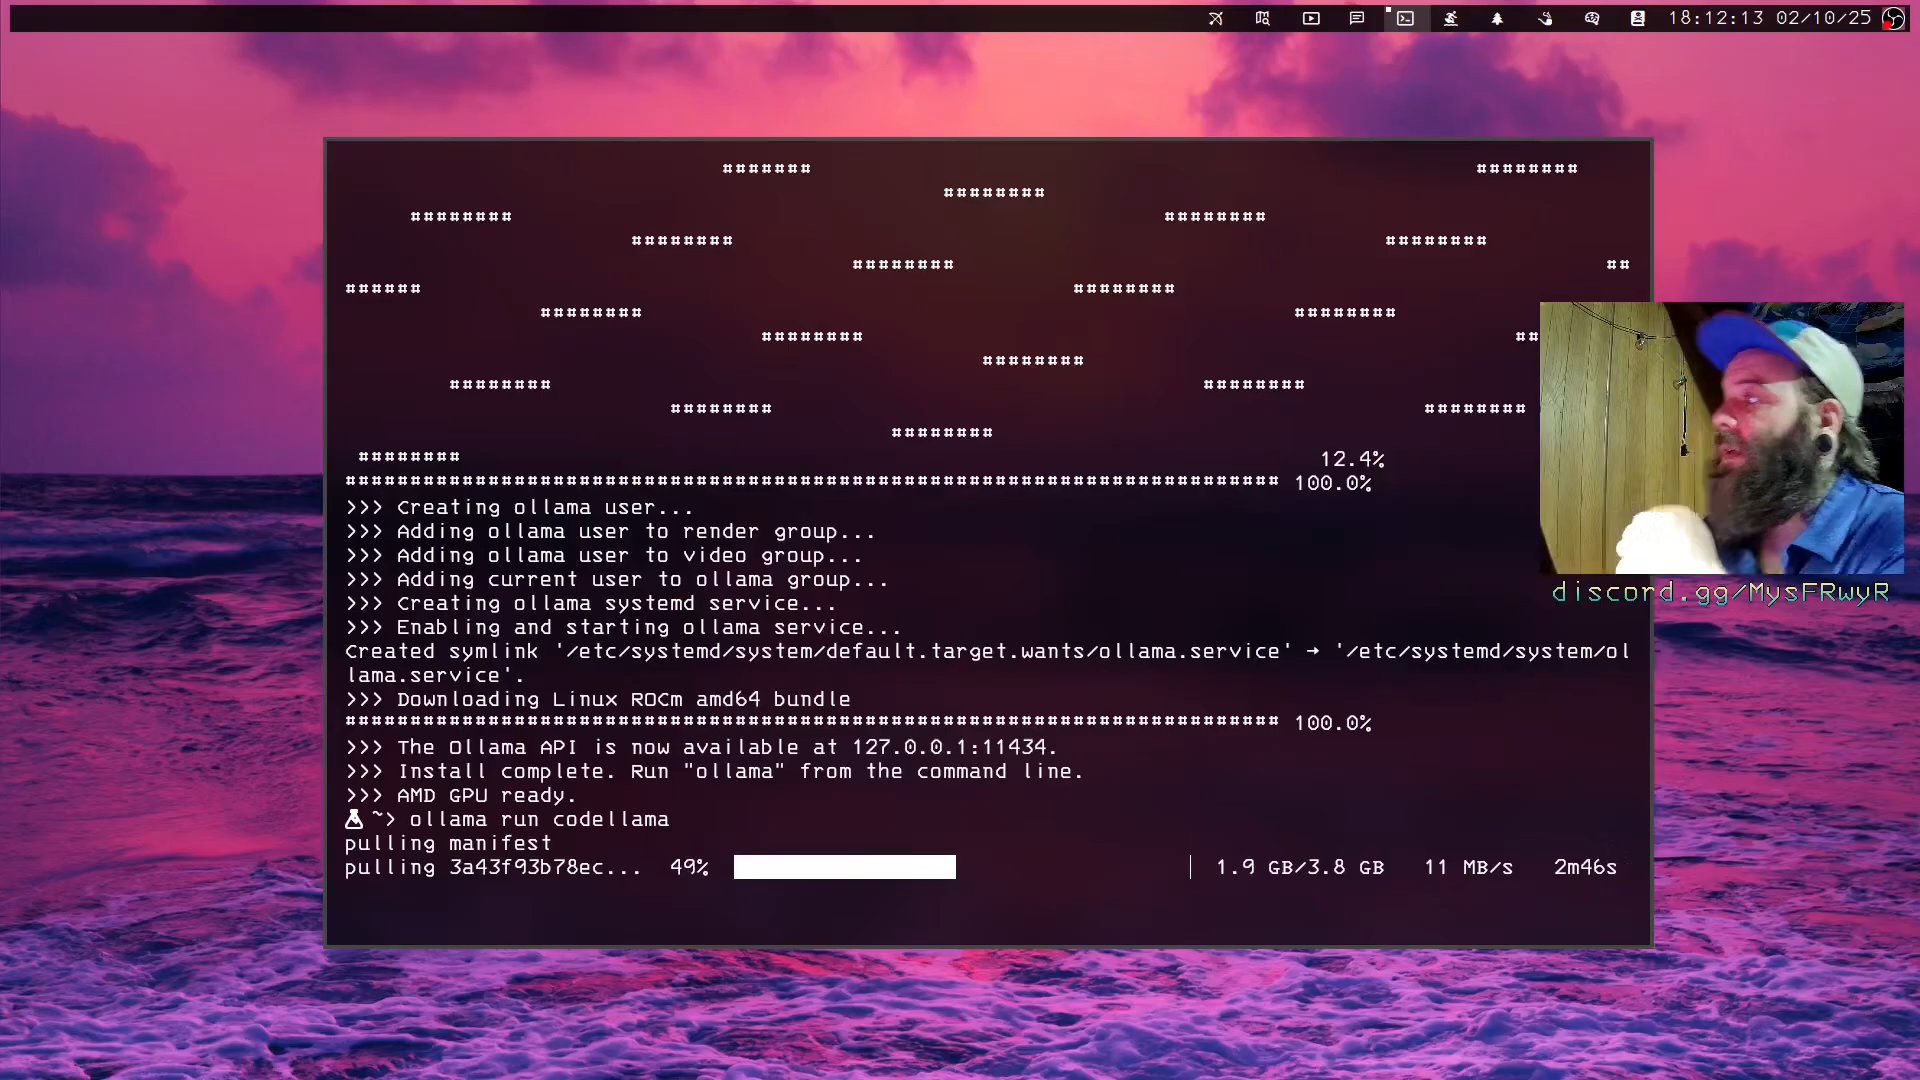 18:12:13 02/10/25
####### ########
########
######## ########
######## ########
######## ##
###### ########
######## ########
######## ##
########
######## ########
######## ########
########
######## 12.4%
######################################################################## 100.0%
>>> Creating ollama user...
>>> Adding ollama user to render group...
>>> Adding ollama user to video group...
>>> Adding current user to ollama group...
>>> Creating ollama systemd service...
>>> Enabling and starting ollama service...
Created symlink '/etc/systemd/system/default.target.wants/ollama.service' → '/etc/systemd/system/ol
lama.service'.
>>> Downloading Linux ROCm amd64 bundle
######################################################################## 100.0%
>>> The Ollama API is now available at 127.0.0.1:11434.
>>> Install complete. Run "ollama" from the command line.
>>> AMD GPU ready.
~> ollama run codellama
pulling manifest
pulling 3a43f93b78ec... 49% 1.9 GB/3.8 GB 11 MB/s 2m46s
discord.gg/MysFRwyR